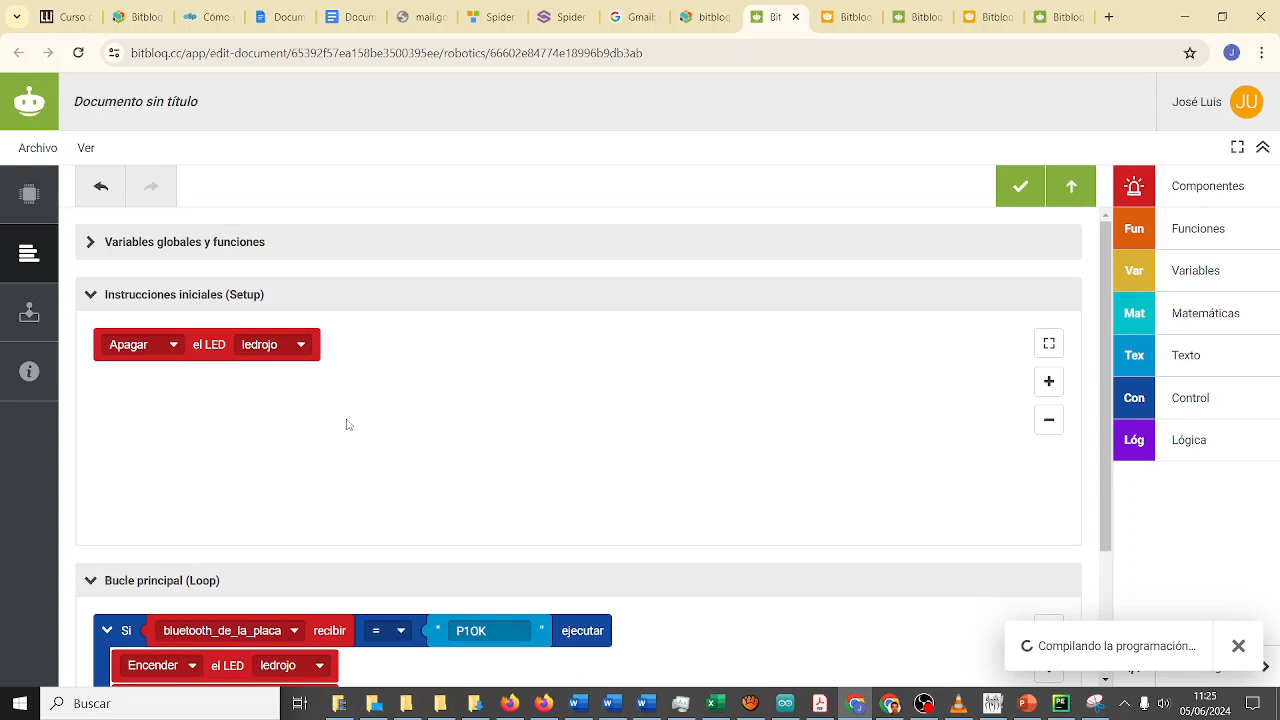 Curso c
Bitbloq
Cómo c
Docum
Docum
mail.go
Spider
Spider
Gmail:
bitbloq
Bit
Bitbloq
Bitbloq
Bitbloq
Bitbloq
bitbloq.cc/app/edit-document/65392f57ea158be3500395ee/robotics/66602e84774e18996b9db3ab
J
Documento sin título
José Luis JU
Archivo Ver
Componentes
Variables globales y funciones
Fun Funciones
Var Variables
Instrucciones iniciales (Setup)
Mat Matemáticas
Apagar el LED ledrojo
Tex Texto
Con Control
Lóg Lógica
Bucle principal (Loop)
Si bluetooth_de_la_placa recibir = " P1OK " ejecutar
Compilando la programación...
Encender el LED ledrojo
Buscar
11:25
05/06/2024